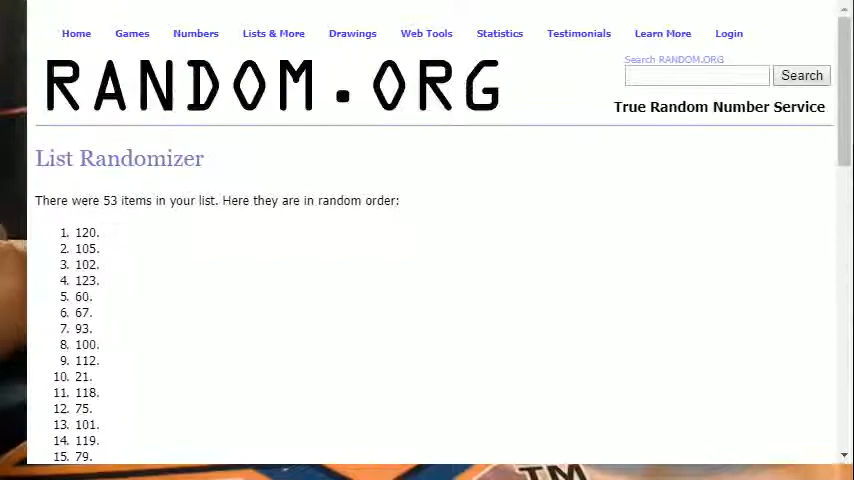 Home Games Numbers Lists & More Drawings Web Tools Statistics Testimonials Learn More Login
Search RANDOM.ORG
RANDOM.ORG
Search
True Random Number Service
List Randomizer
There were 53 items in your list. Here they are in random order:
1. 120.
2. 105.
3. 102.
4. 123.
5. 60.
6. 67.
7. 93.
8. 100.
9. 112.
10. 21.
11. 118.
12. 75.
13. 101.
14. 119.
15. 79.
TM